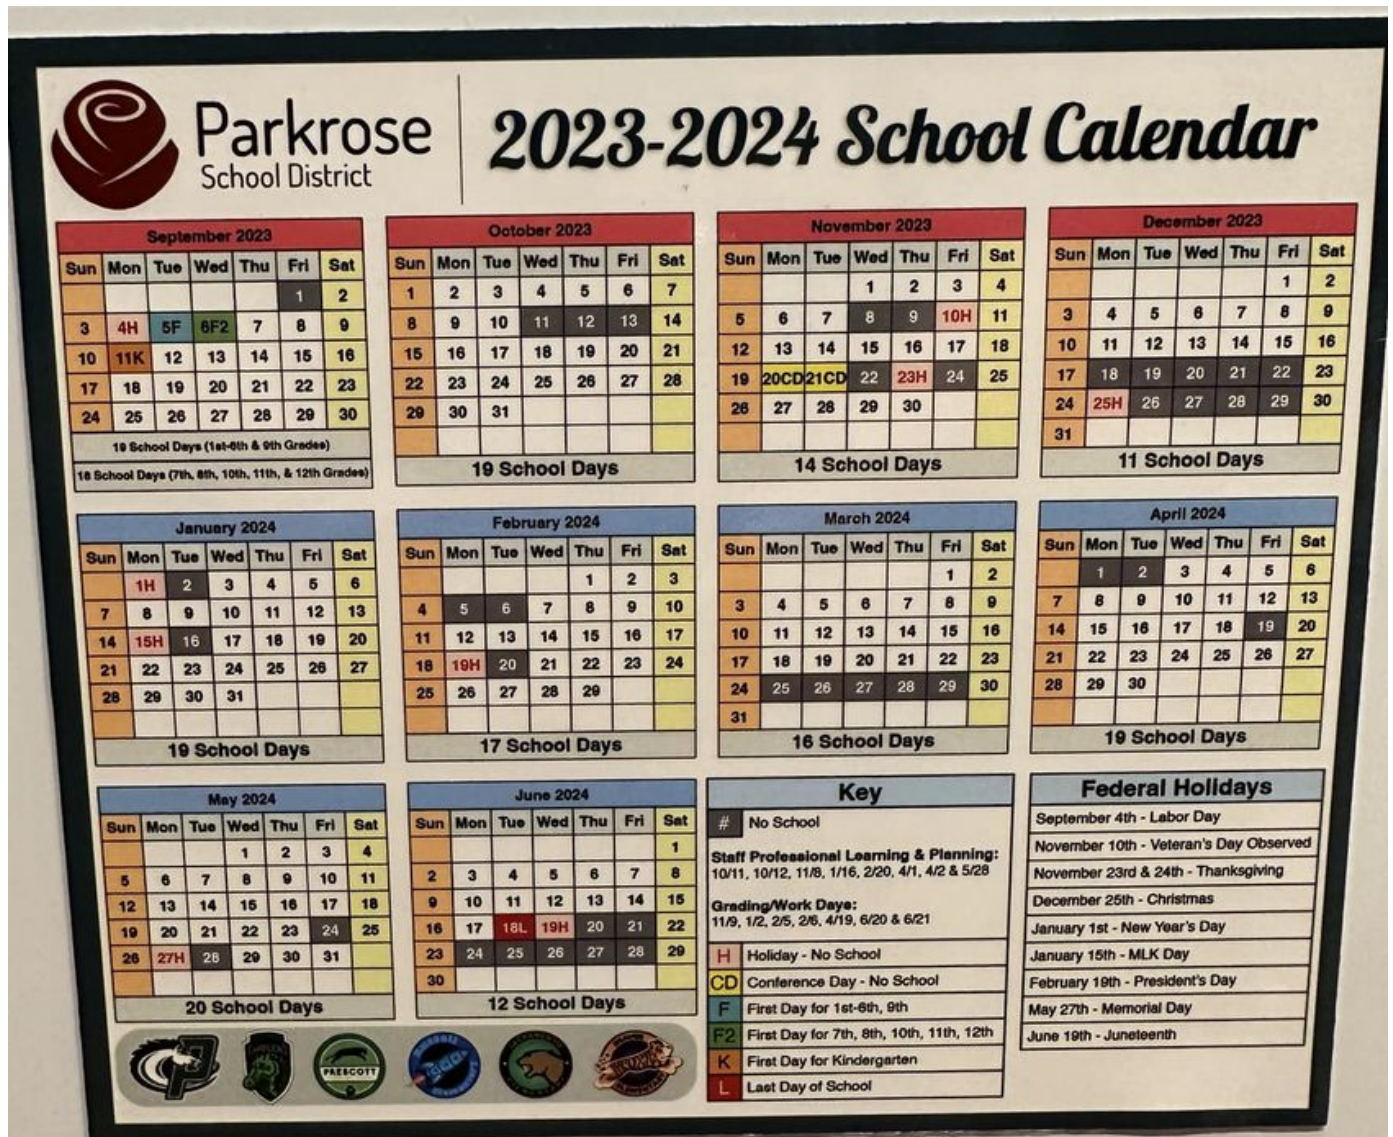 Parkrose
School District
2023-2024 School Calendar
September 2023
Sun Mon Tue Wed Thu Fri Sat
1 2
3 4H 5F 6F2 7 8 9
10 11K 12 13 14 15 16
17 18 19 20 21 22 23
24 25 26 27 28 29 30
19 School Days (1st-6th & 9th Grades)
18 School Days (7th, 8th, 10th, 11th, & 12th Grades)
October 2023
Sun Mon Tue Wed Thu Fri Sat
1 2 3 4 5 6 7
8 9 10 11 12 13 14
15 16 17 18 19 20 21
22 23 24 25 26 27 28
29 30 31
19 School Days
November 2023
Sun Mon Tue Wed Thu Fri Sat
1 2 3 4
5 6 7 8 9 10H 11
12 13 14 15 16 17 18
19 20CD 21CD 22 23H 24 25
26 27 28 29 30
14 School Days
December 2023
Sun Mon Tue Wed Thu Fri Sat
1 2
3 4 5 6 7 8 9
10 11 12 13 14 15 16
17 18 19 20 21 22 23
24 25H 26 27 28 29 30
31
11 School Days
January 2024
Sun Mon Tue Wed Thu Fri Sat
1H 2 3 4 5 6
7 8 9 10 11 12 13
14 15H 16 17 18 19 20
21 22 23 24 25 26 27
28 29 30 31
19 School Days
February 2024
Sun Mon Tue Wed Thu Fri Sat
1 2 3
4 5 6 7 8 9 10
11 12 13 14 15 16 17
18 19H 20 21 22 23 24
25 26 27 28 29
17 School Days
March 2024
Sun Mon Tue Wed Thu Fri Sat
1 2
3 4 5 6 7 8 9
10 11 12 13 14 15 16
17 18 19 20 21 22 23
24 25 26 27 28 29 30
31
16 School Days
April 2024
Sun Mon Tue Wed Thu Fri Sat
1 2 3 4 5 6
7 8 9 10 11 12 13
14 15 16 17 18 19 20
21 22 23 24 25 26 27
28 29 30
19 School Days
May 2024
Sun Mon Tue Wed Thu Fri Sat
1 2 3 4
5 6 7 8 9 10 11
12 13 14 15 16 17 18
19 20 21 22 23 24 25
26 27H 28 29 30 31
20 School Days
June 2024
Sun Mon Tue Wed Thu Fri Sat
1
2 3 4 5 6 7 8
9 10 11 12 13 14 15
16 17 18L 19H 20 21 22
23 24 25 26 27 28 29
30
12 School Days
Key
# No School
Staff Professional Learning & Planning:
10/11, 10/12, 11/8, 1/16, 2/20, 4/1, 4/2 & 5/28
Grading/Work Days:
11/9, 1/2, 2/5, 2/6, 4/19, 6/20 & 6/21
H Holiday - No School
CD Conference Day - No School
F First Day for 1st-6th, 9th
F2 First Day for 7th, 8th, 10th, 11th, 12th
K First Day for Kindergarten
L Last Day of School
Federal Holidays
September 4th - Labor Day
November 10th - Veteran's Day Observed
November 23rd & 24th - Thanksgiving
December 25th - Christmas
January 1st - New Year's Day
January 15th - MLK Day
February 19th - President's Day
May 27th - Memorial Day
June 19th - Juneteenth
PRESCOTT